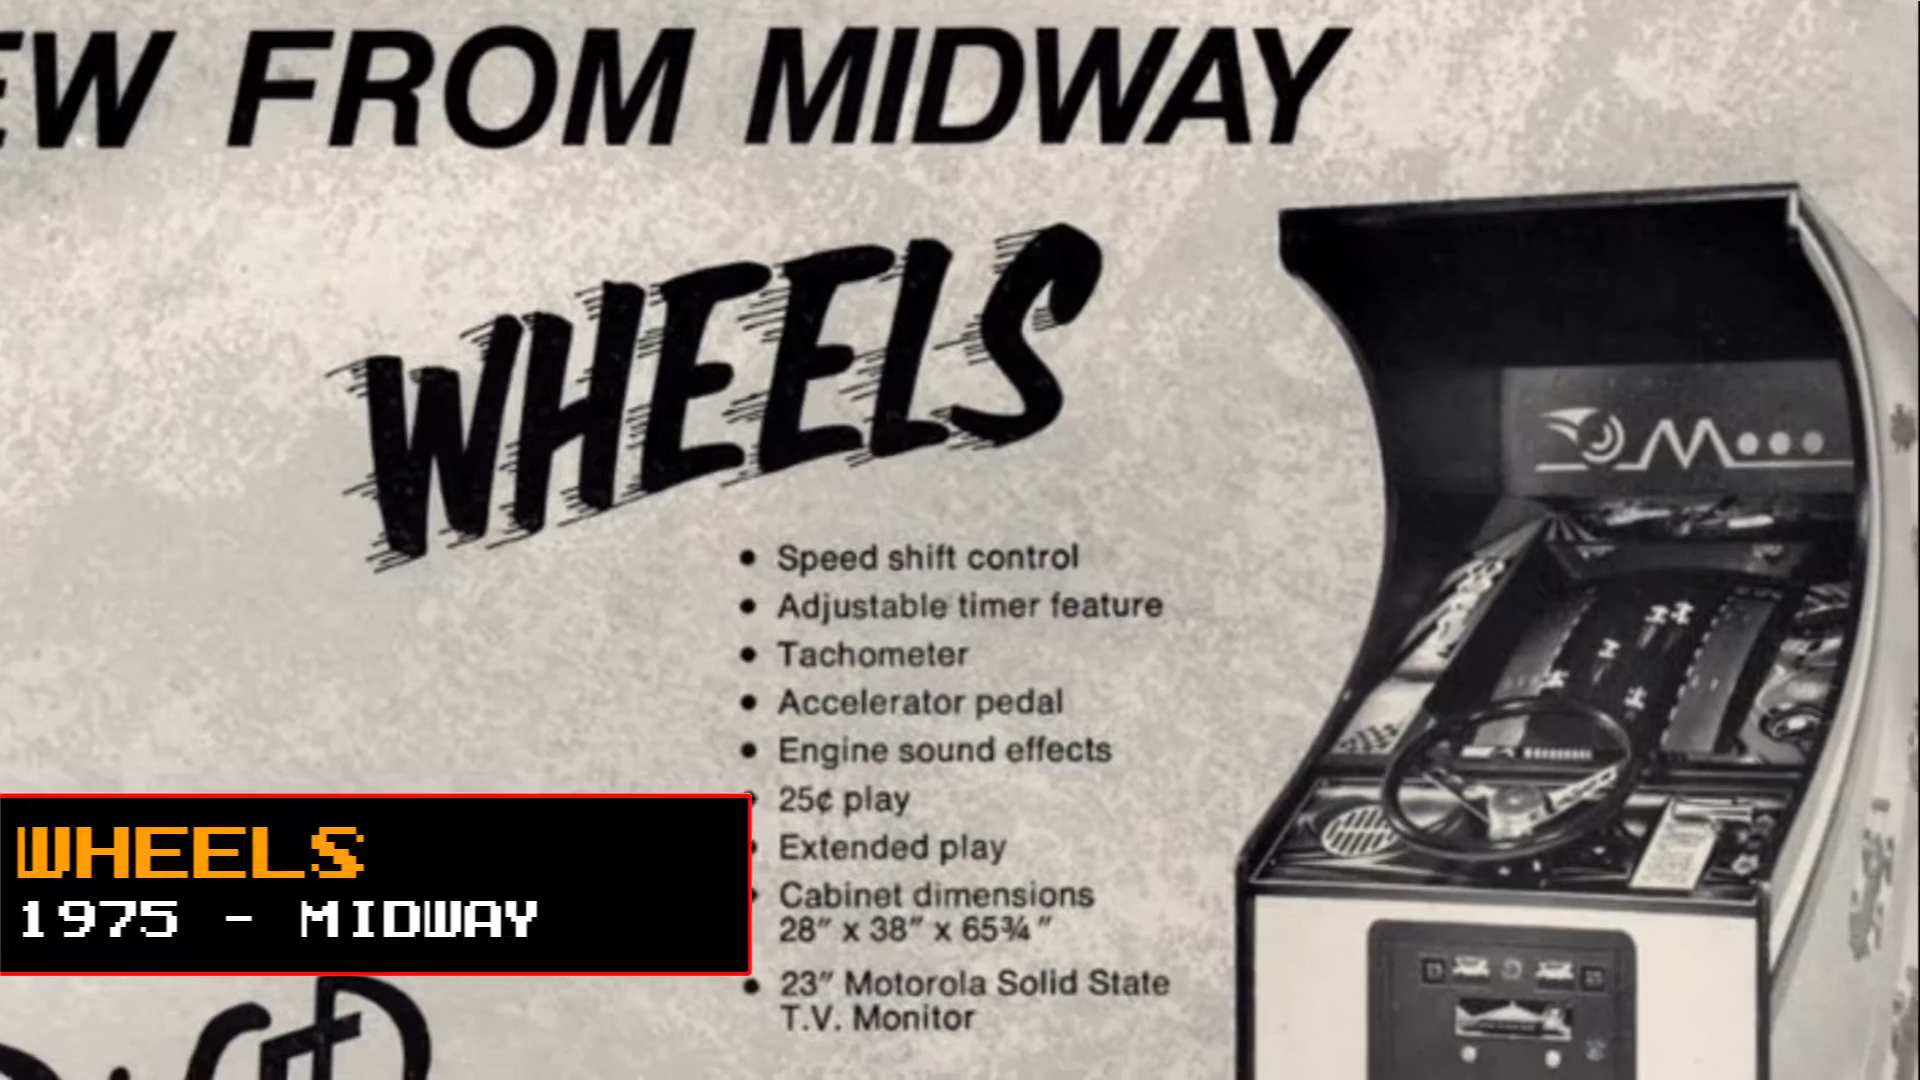 EW FROM MIDWAY
WHEELS
• Speed shift control
• Adjustable timer feature
• Tachometer
• Accelerator pedal
• Engine sound effects
• 25¢ play
• Extended play
• Cabinet dimensions
28" x 38" x 65¾"
• 23" Motorola Solid State
T.V. Monitor
WHEELS
1975 - MIDWAY